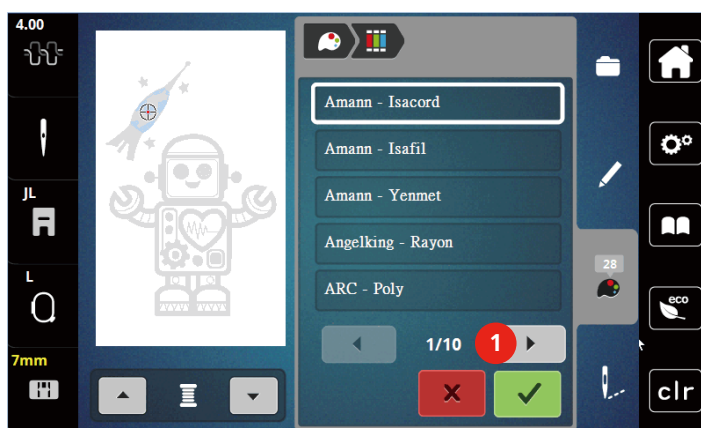 4.00
JL
L
7mm
Amann - Isacord
Amann - Isafil
Amann - Yenmet
Angelking - Rayon
ARC - Poly
1/10
1
28
eco
clr